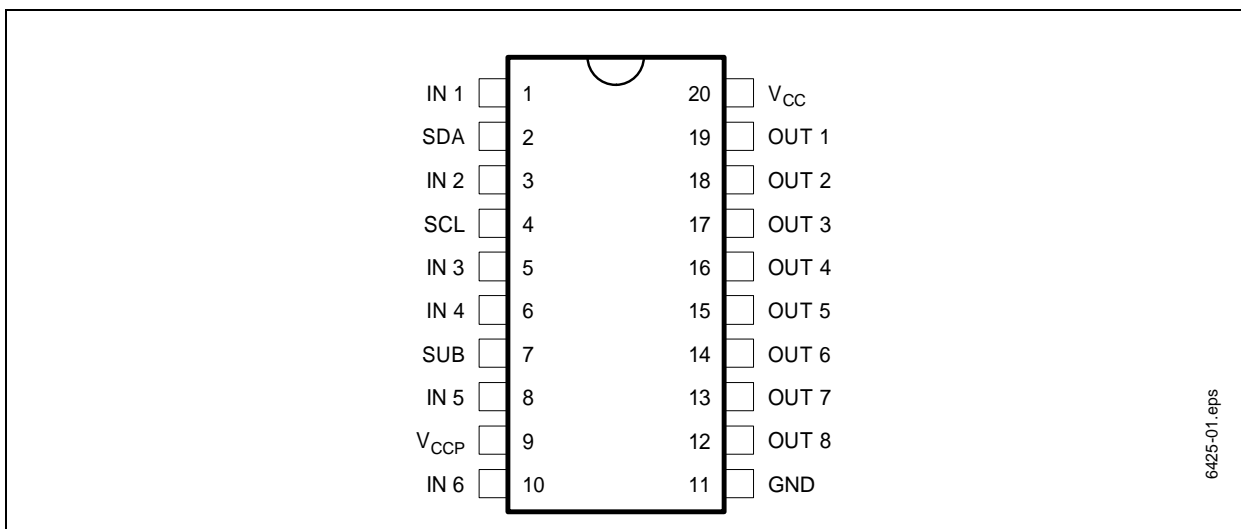 IN 1 1 20 VCC
SDA 2 19 OUT 1
IN 2 3 18 OUT 2
SCL 4 17 OUT 3
IN 3 5 16 OUT 4
IN 4 6 15 OUT 5
SUB 7 14 OUT 6
IN 5 8 13 OUT 7
VCCP 9 12 OUT 8
IN 6 10 11 GND
6425-01.eps